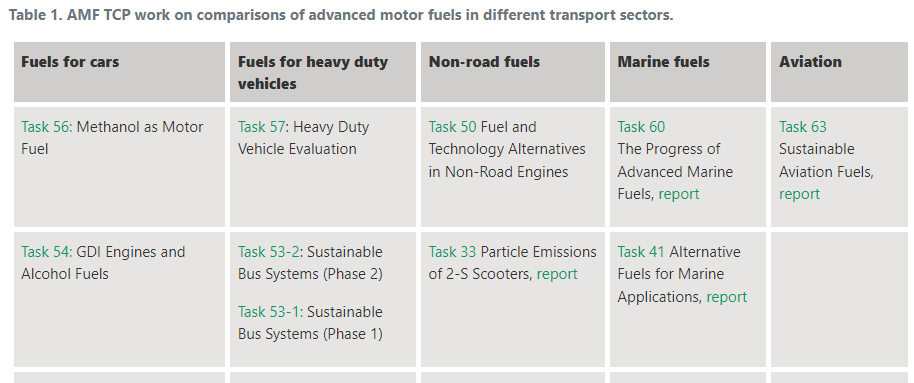 Table 1. AMF TCP work on comparisons of advanced motor fuels in different transport sectors.
Fuels for cars
Fuels for heavy duty
vehicles
Non-road fuels
Marine fuels
Aviation
Task 56: Methanol as Motor
Fuel
Task 57: Heavy Duty
Vehicle Evaluation
Task 50 Fuel and
Technology Alternatives
in Non-Road Engines
Task 60
The Progress of
Advanced Marine
Fuels, report
Task 63
Sustainable
Aviation Fuels,
report
Task 54: GDI Engines and
Alcohol Fuels
Task 53-2: Sustainable
Bus Systems (Phase 2)
Task 53-1: Sustainable
Bus Systems (Phase 1)
Task 33 Particle Emissions
of 2-S Scooters, report
Task 41 Alternative
Fuels for Marine
Applications, report